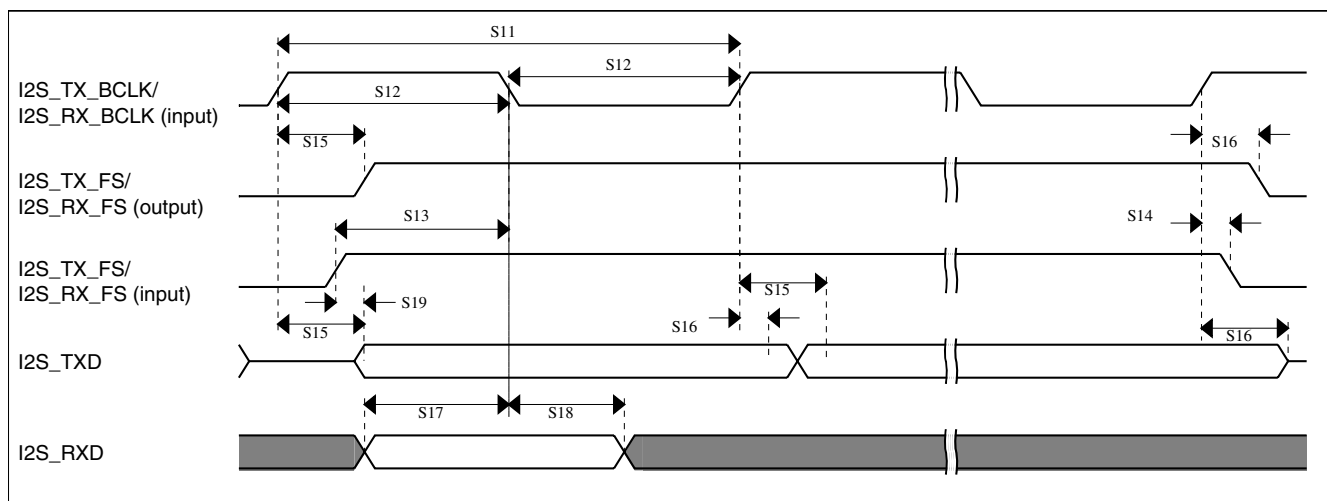 S11
I2S_TX_BCLK/
I2S_RX_BCLK (input)
S12
S12
S15
S16
I2S_TX_FS/
I2S_RX_FS (output)
S13
S14
I2S_TX_FS/
I2S_RX_FS (input)
S19
S15
S15
S16
S16
I2S_TXD
S17
S18
I2S_RXD